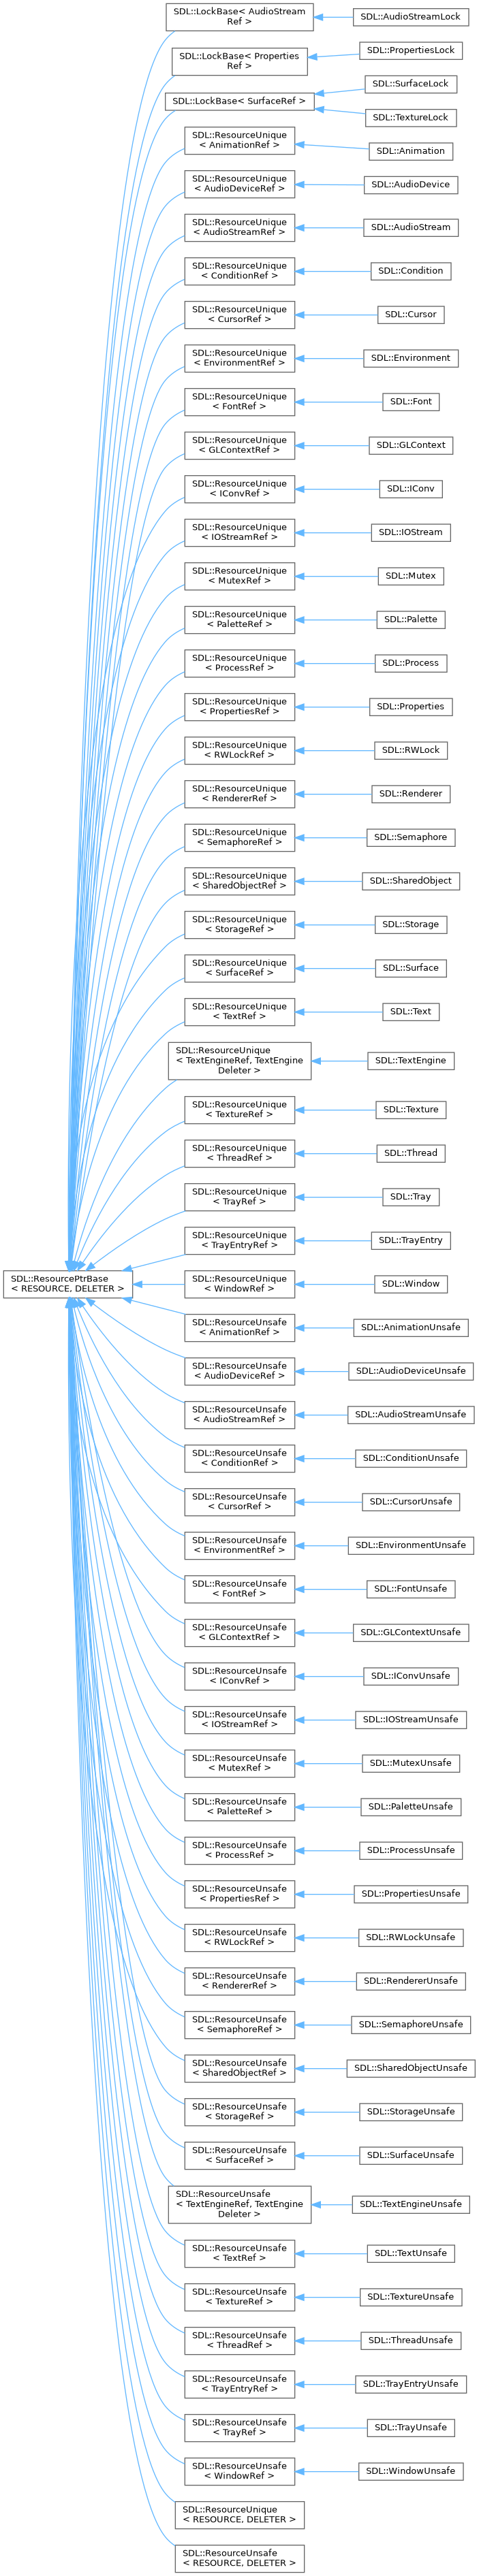 SDL::LockBase< AudioStream
Ref >
SDL::AudioStreamLock
SDL::LockBase< Properties
Ref >
SDL::PropertiesLock
SDL::LockBase< SurfaceRef >
SDL::SurfaceLock
SDL::TextureLock
SDL::ResourceUnique
< AnimationRef >
SDL::Animation
SDL::ResourceUnique
< AudioDeviceRef >
SDL::AudioDevice
SDL::ResourceUnique
< AudioStreamRef >
SDL::AudioStream
SDL::ResourceUnique
< ConditionRef >
SDL::Condition
SDL::ResourceUnique
< CursorRef >
SDL::Cursor
SDL::ResourceUnique
< EnvironmentRef >
SDL::Environment
SDL::ResourceUnique
< FontRef >
SDL::Font
SDL::ResourceUnique
< GLContextRef >
SDL::GLContext
SDL::ResourceUnique
< IConvRef >
SDL::IConv
SDL::ResourceUnique
< IOStreamRef >
SDL::IOStream
SDL::ResourceUnique
< MutexRef >
SDL::Mutex
SDL::ResourceUnique
< PaletteRef >
SDL::Palette
SDL::ResourceUnique
< ProcessRef >
SDL::Process
SDL::ResourceUnique
< PropertiesRef >
SDL::Properties
SDL::ResourceUnique
< RWLockRef >
SDL::RWLock
SDL::ResourceUnique
< RendererRef >
SDL::Renderer
SDL::ResourceUnique
< SemaphoreRef >
SDL::Semaphore
SDL::ResourceUnique
< SharedObjectRef >
SDL::SharedObject
SDL::ResourceUnique
< StorageRef >
SDL::Storage
SDL::ResourceUnique
< SurfaceRef >
SDL::Surface
SDL::ResourceUnique
< TextRef >
SDL::Text
SDL::ResourceUnique
< TextEngineRef, TextEngine
Deleter >
SDL::TextEngine
SDL::ResourceUnique
< TextureRef >
SDL::Texture
SDL::ResourceUnique
< ThreadRef >
SDL::Thread
SDL::ResourceUnique
< TrayRef >
SDL::Tray
SDL::ResourceUnique
< TrayEntryRef >
SDL::TrayEntry
SDL::ResourcePtrBase
< RESOURCE, DELETER >
SDL::ResourceUnique
< WindowRef >
SDL::Window
SDL::ResourceUnsafe
< AnimationRef >
SDL::AnimationUnsafe
SDL::ResourceUnsafe
< AudioDeviceRef >
SDL::AudioDeviceUnsafe
SDL::ResourceUnsafe
< AudioStreamRef >
SDL::AudioStreamUnsafe
SDL::ResourceUnsafe
< ConditionRef >
SDL::ConditionUnsafe
SDL::ResourceUnsafe
< CursorRef >
SDL::CursorUnsafe
SDL::ResourceUnsafe
< EnvironmentRef >
SDL::EnvironmentUnsafe
SDL::ResourceUnsafe
< FontRef >
SDL::FontUnsafe
SDL::ResourceUnsafe
< GLContextRef >
SDL::GLContextUnsafe
SDL::ResourceUnsafe
< IConvRef >
SDL::IConvUnsafe
SDL::ResourceUnsafe
< IOStreamRef >
SDL::IOStreamUnsafe
SDL::ResourceUnsafe
< MutexRef >
SDL::MutexUnsafe
SDL::ResourceUnsafe
< PaletteRef >
SDL::PaletteUnsafe
SDL::ResourceUnsafe
< ProcessRef >
SDL::ProcessUnsafe
SDL::ResourceUnsafe
< PropertiesRef >
SDL::PropertiesUnsafe
SDL::ResourceUnsafe
< RWLockRef >
SDL::RWLockUnsafe
SDL::ResourceUnsafe
< RendererRef >
SDL::RendererUnsafe
SDL::ResourceUnsafe
< SemaphoreRef >
SDL::SemaphoreUnsafe
SDL::ResourceUnsafe
< SharedObjectRef >
SDL::SharedObjectUnsafe
SDL::ResourceUnsafe
< StorageRef >
SDL::StorageUnsafe
SDL::ResourceUnsafe
< SurfaceRef >
SDL::SurfaceUnsafe
SDL::ResourceUnsafe
< TextEngineRef, TextEngine
Deleter >
SDL::TextEngineUnsafe
SDL::ResourceUnsafe
< TextRef >
SDL::TextUnsafe
SDL::ResourceUnsafe
< TextureRef >
SDL::TextureUnsafe
SDL::ResourceUnsafe
< ThreadRef >
SDL::ThreadUnsafe
SDL::ResourceUnsafe
< TrayEntryRef >
SDL::TrayEntryUnsafe
SDL::ResourceUnsafe
< TrayRef >
SDL::TrayUnsafe
SDL::ResourceUnsafe
< WindowRef >
SDL::WindowUnsafe
SDL::ResourceUnique
< RESOURCE, DELETER >
SDL::ResourceUnsafe
< RESOURCE, DELETER >